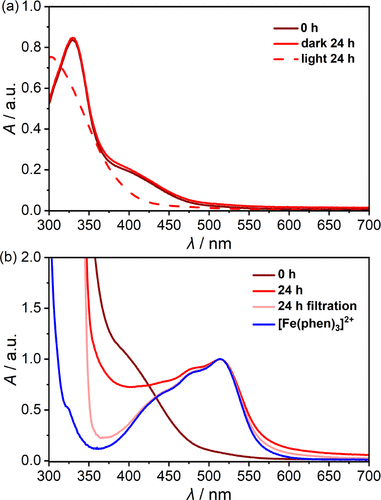 (a)
1.0
0.8
0.6
0.4
0.2
0.0
A / a.u.
0 h
dark 24 h
light 24 h
300 350 400 450 500 550 600 650 700
λ / nm
(b)
2.0
1.5
1.0
0.5
0.0
A / a.u.
0 h
24 h
24 h filtration
[Fe(phen)₃]²⁺
300 350 400 450 500 550 600 650 700
λ / nm